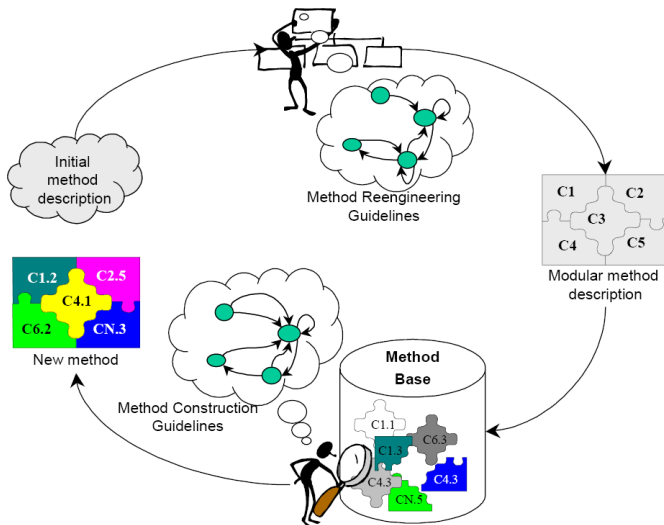 Initial
method
description
Method Reengineering
Guidelines
C1
C2
C3
C4
C5
Modular method
description
C1.2
C2.5
C4.1
C6.2
CN.3
New method
Method Construction
Guidelines
Method
Base
C1.1
C1.3
C6.3
C4.3
C4.3
CN.5